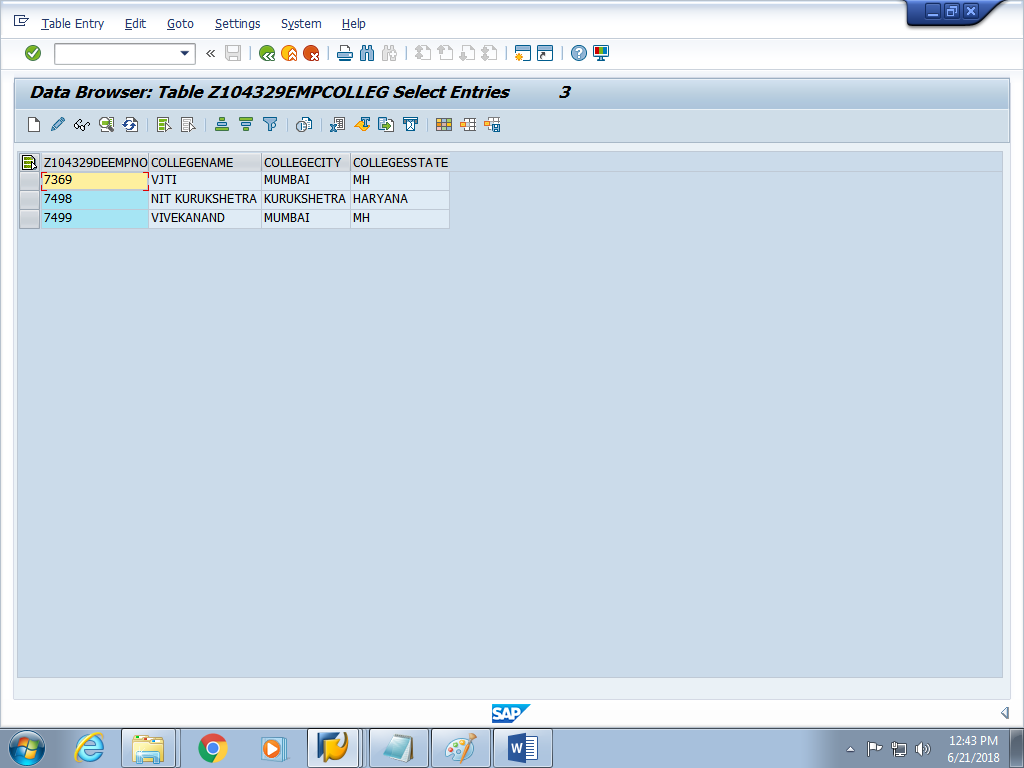 Table Entry Edit Goto Settings System Help
Data Browser: Table Z104329EMPCOLLEG Select Entries 3
Z104329DEEMPNO COLLEGENAME COLLEGECITY COLLEGESSTATE
7369 VJTI MUMBAI MH
7498 NIT KURUKSHETRA KURUKSHETRA HARYANA
7499 VIVEKANAND MUMBAI MH
SAP
12:43 PM
6/21/2018